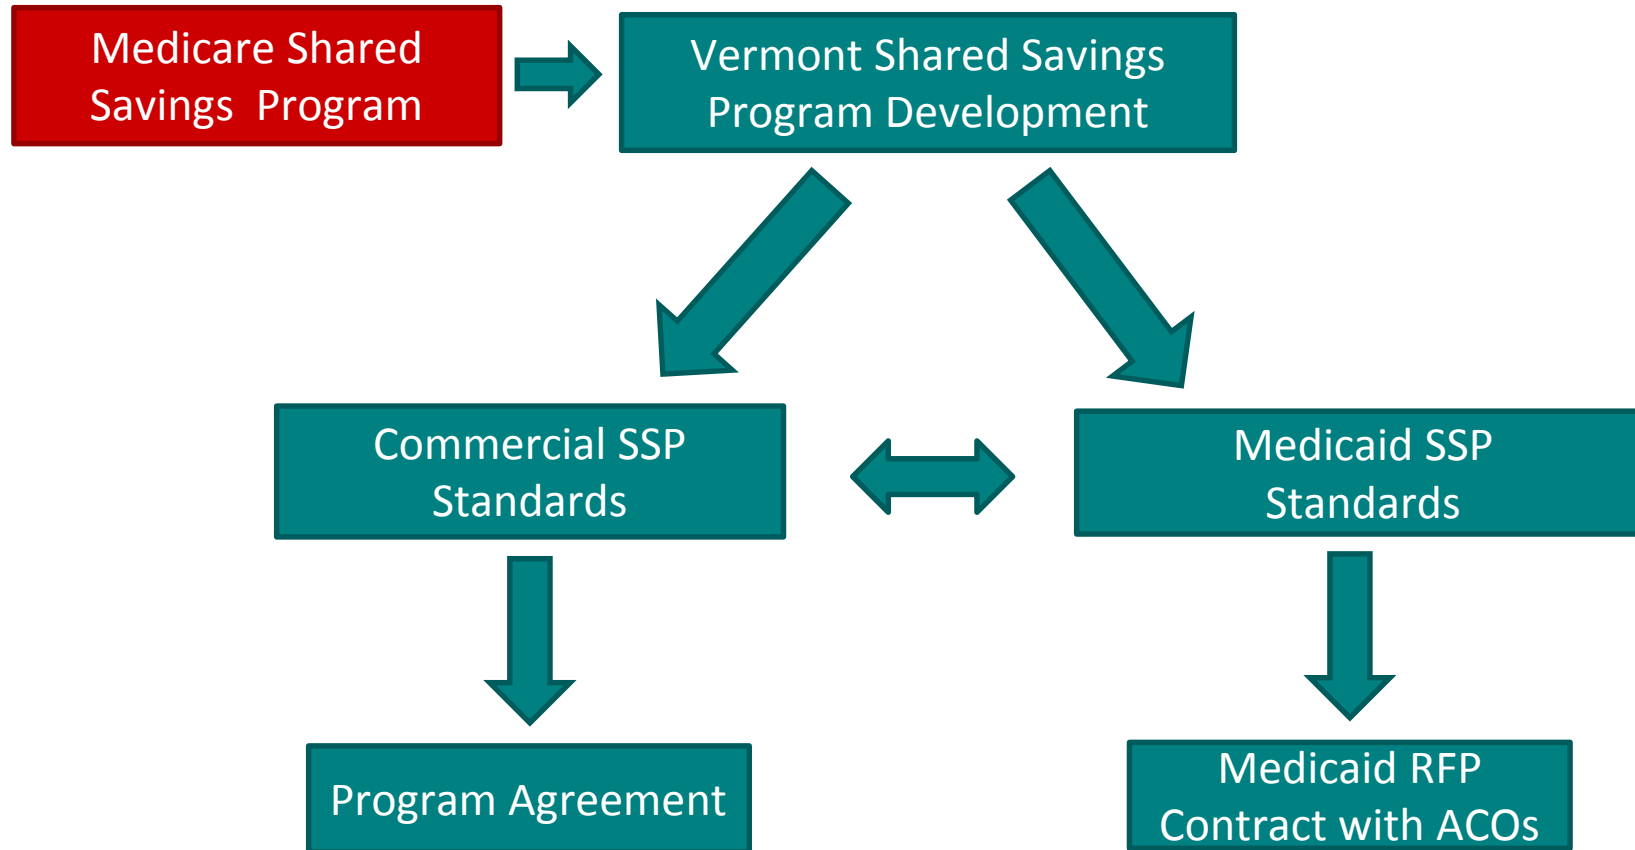 Medicare Shared
Savings  Program
Vermont Shared Savings
Program Development
Commercial SSP
Standards
Medicaid SSP
Standards
Program Agreement
Medicaid RFP
Contract with ACOs